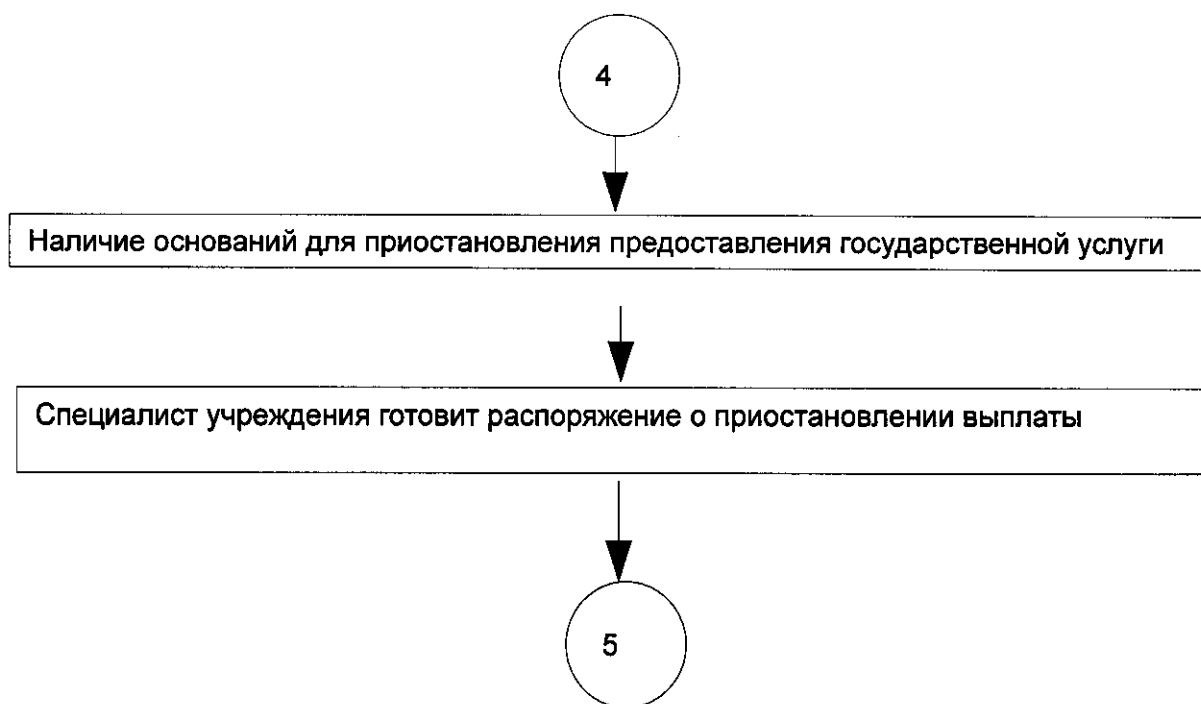 4
Наличие оснований для приостановления предоставления государственной услуги
Специалист учреждения готовит распоряжение о приостановлении выплаты
5